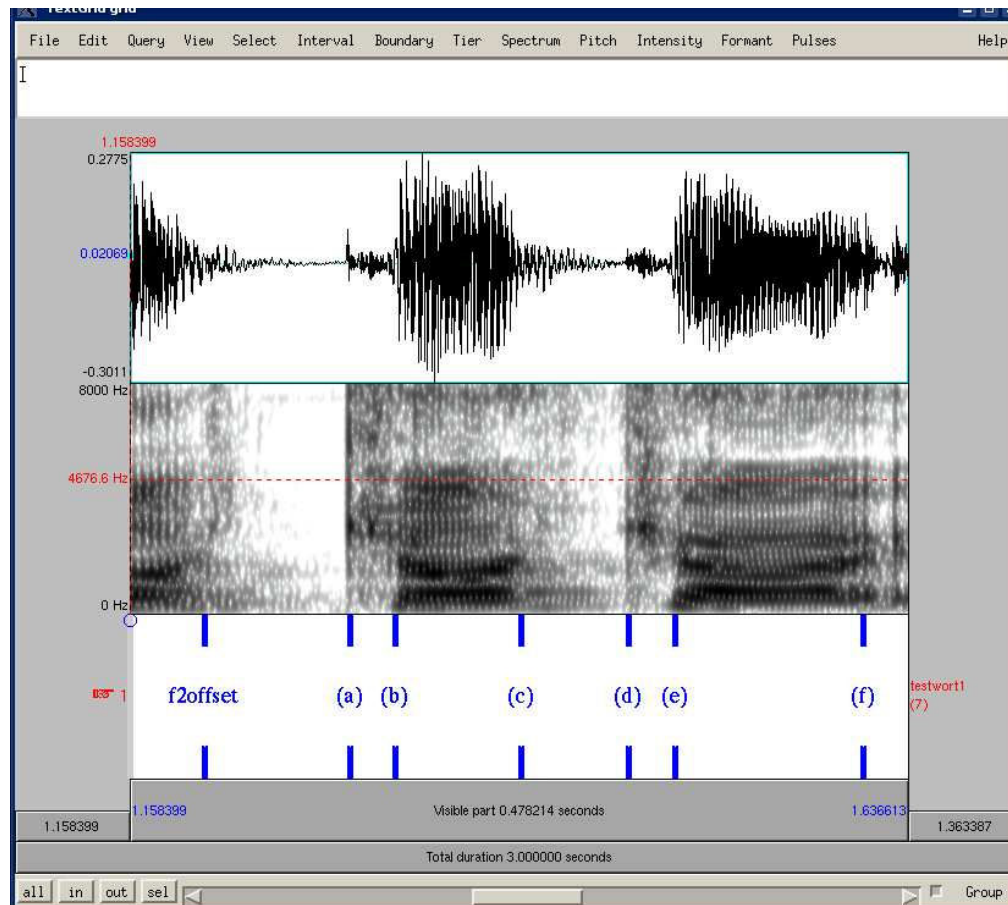 TextGrid grid
File Edit Query View Select Interval Boundary Tier Spectrum Pitch Intensity Formant Pulses Help
1.158399
0.2775
0.02069
-0.3011
8000 Hz
4676.6 Hz
0 Hz
1
f2offset (a) (b) (c) (d) (e) (f)
testwort1
(7)
1.158399 Visible part 0.478214 seconds 1.636613
1.158399 1.363387
Total duration 3.000000 seconds
all in out sel Group